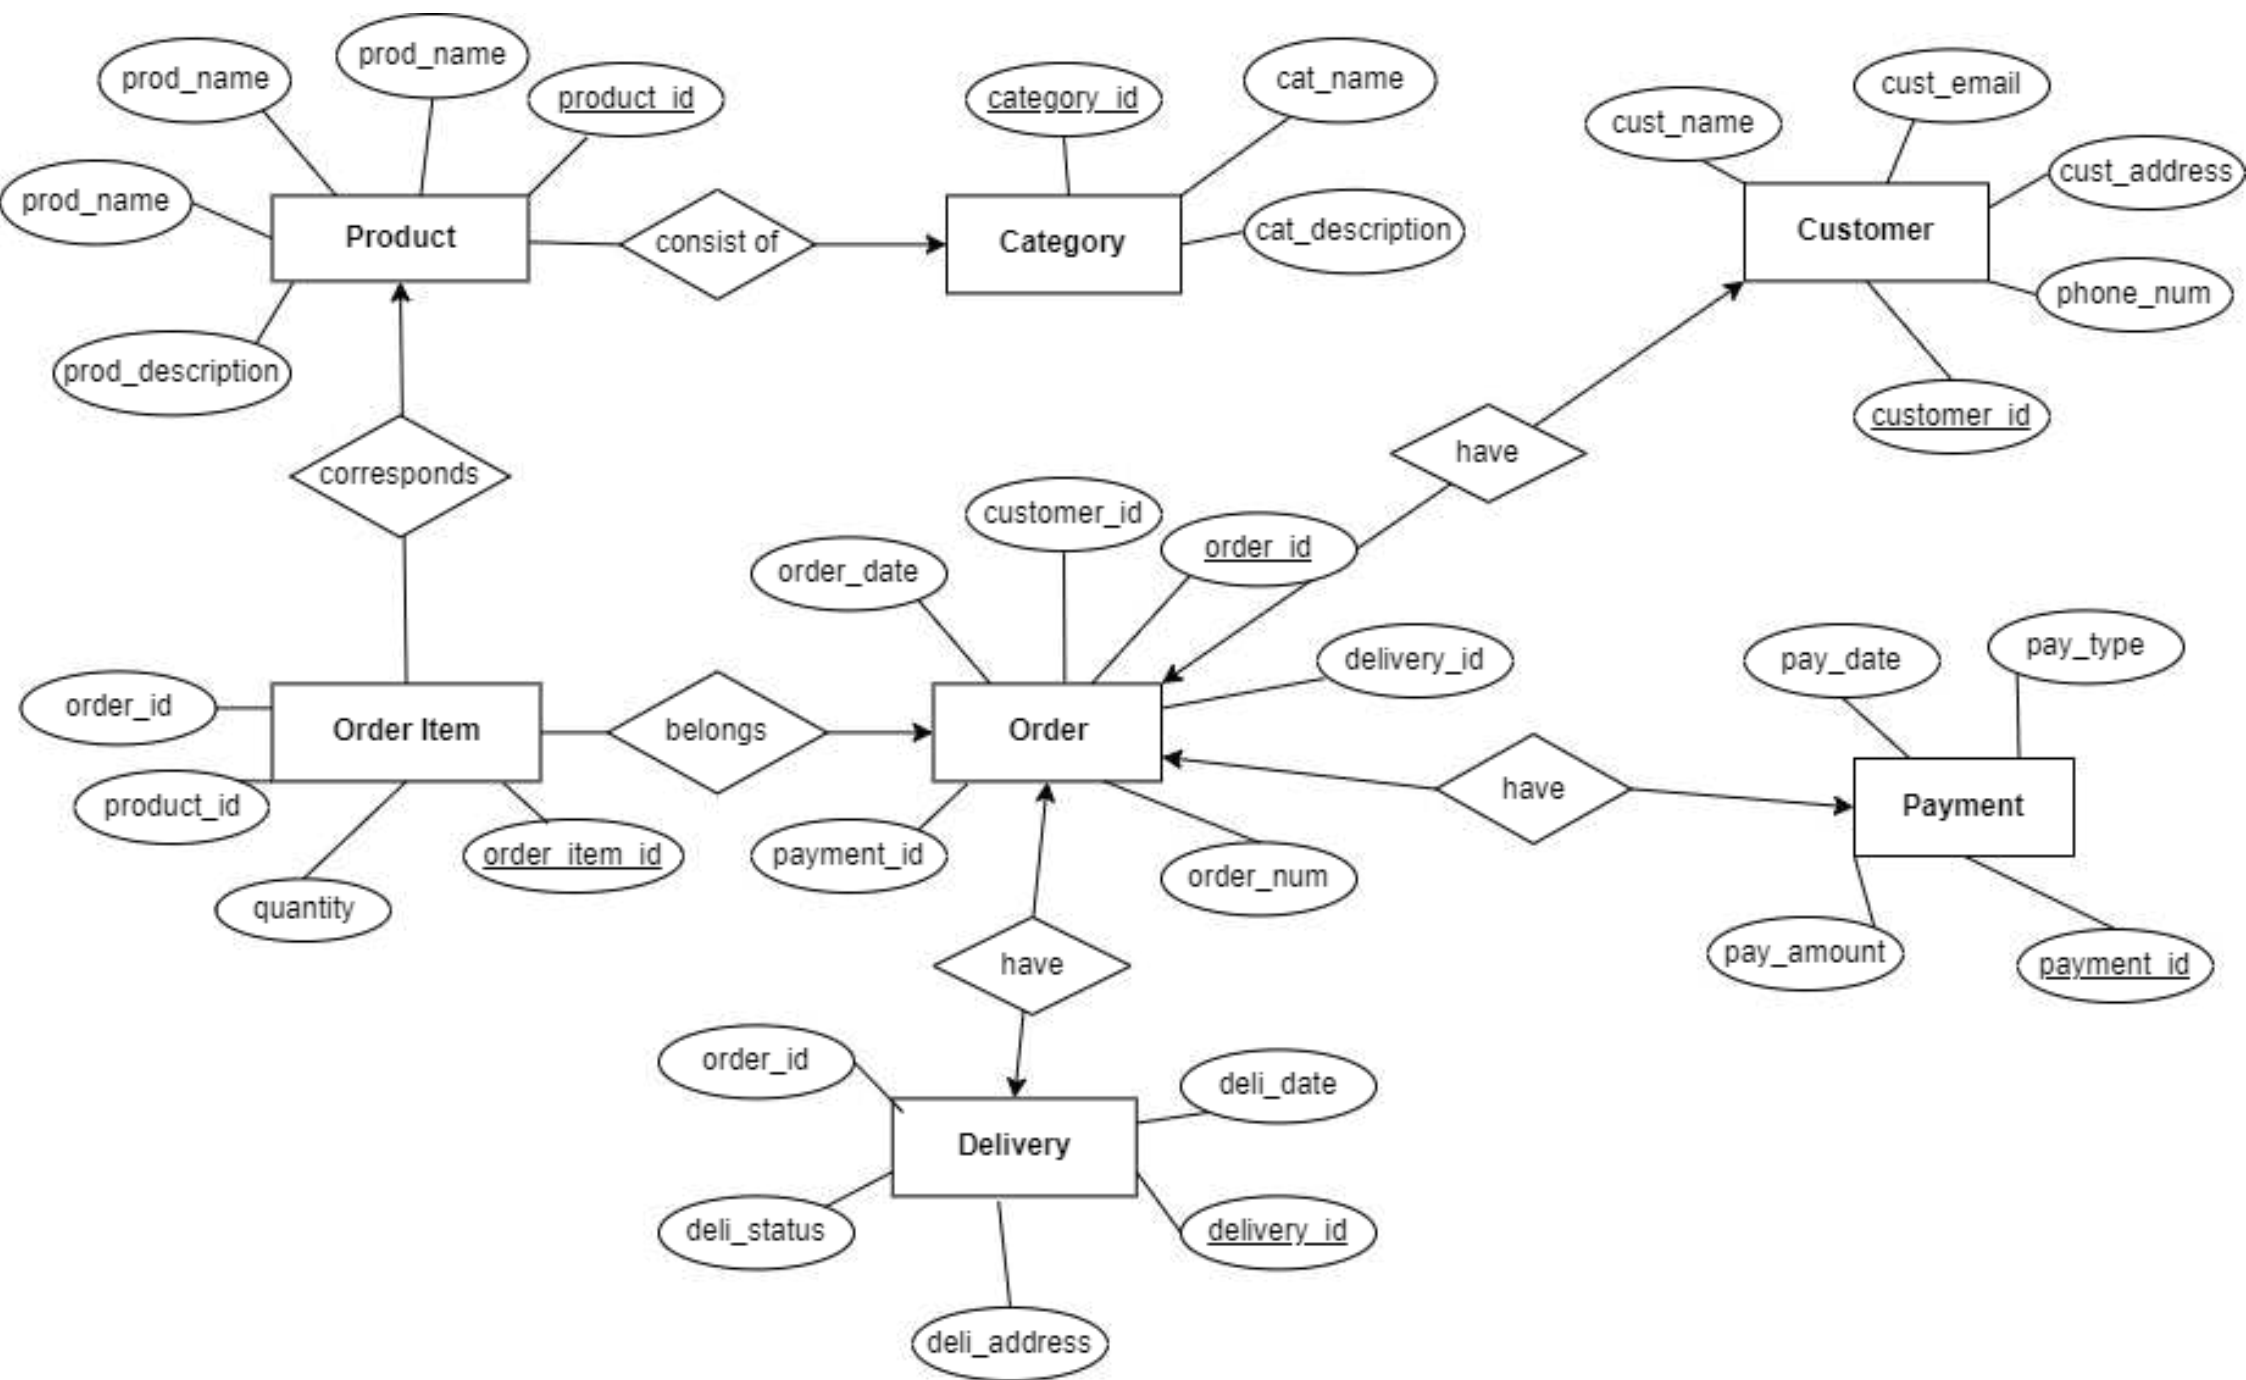 prod_name
prod_name
product_id
category_id
cat_name
cust_email
cust_name
cust_address
prod_name
Product
consist of
Category
cat_description
Customer
phone_num
prod_description
customer_id
corresponds
have
customer_id
order_id
order_date
delivery_id
pay_date
pay_type
order_id
Order Item
belongs
Order
have
Payment
product_id
order_item_id
payment_id
order_num
quantity
pay_amount
payment_id
have
order_id
deli_date
Delivery
deli_status
delivery_id
deli_address